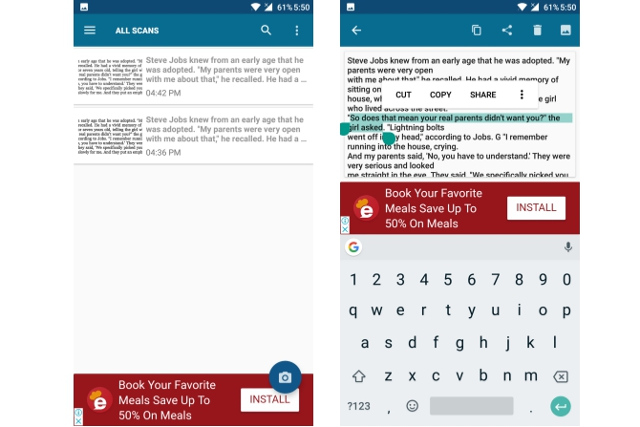 61% 5:50
ALL SCANS
Steve Jobs knew from an early age that he
was adopted. "My parents were very open
with me about that," he recalled. He had a ...
04:42 PM
Steve Jobs knew from an early age that he
was adopted. "My parents were very open
with me about that," he recalled. He had a ...
04:36 PM
Book Your Favorite
Meals Save Up To
50% On Meals
INSTALL
61% 5:50
Steve Jobs knew from an early age that he was adopted. "My
parents were very open
with me about that," he recalled. He had a vivid memory of
sitting on
house, e girl
who lived across the street.
CUT COPY SHARE
"So does that mean your real parents didn't want you?" the
girl asked. "Lightning bolts
went off my head," according to Jobs. G "I remember
running into the house, crying.
And my parents said, 'No, you have to understand.' They were
very serious and looked
me straight in the eye. They said, "We specifically picked you
Book Your Favorite
Meals Save Up To
50% On Meals
INSTALL
1 2 3 4 5 6 7 8 9 0
q w e r t y u i o p
a s d f g h j k l
z x c v b n m
?123 , .